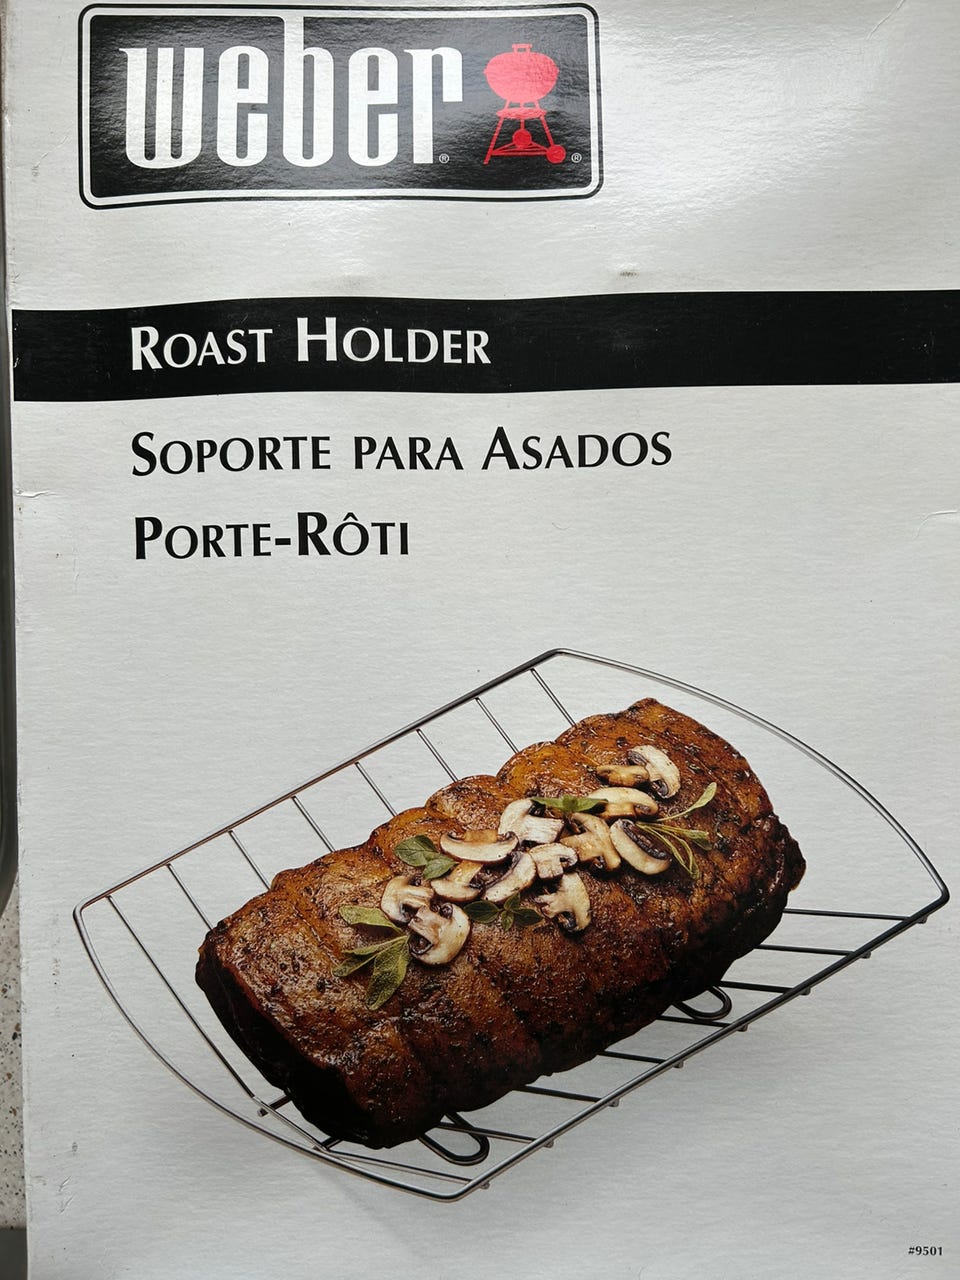 weber® ®
ROAST HOLDER
SOPORTE PARA ASADOS
PORTE-RÔTI
#9501